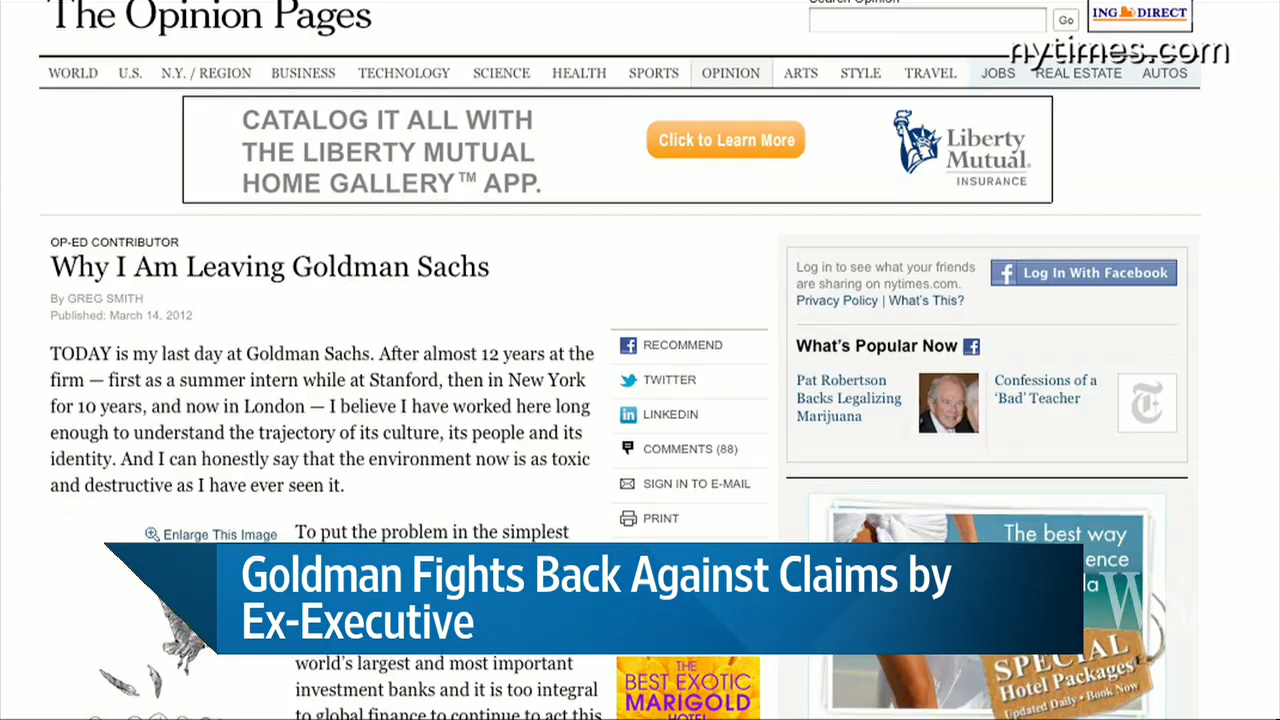 The Opinion Pages
Search Opinion
Go
ING DIRECT
nytimes.com
WORLD U.S. N.Y. / REGION BUSINESS TECHNOLOGY SCIENCE HEALTH SPORTS OPINION ARTS STYLE TRAVEL JOBS REAL ESTATE AUTOS
CATALOG IT ALL WITH
THE LIBERTY MUTUAL
HOME GALLERY™ APP.
Click to Learn More
Liberty
Mutual.
INSURANCE
OP-ED CONTRIBUTOR
Why I Am Leaving Goldman Sachs
By GREG SMITH
Published: March 14, 2012
TODAY is my last day at Goldman Sachs. After almost 12 years at the
firm — first as a summer intern while at Stanford, then in New York
for 10 years, and now in London — I believe I have worked here long
enough to understand the trajectory of its culture, its people and its
identity. And I can honestly say that the environment now is as toxic
and destructive as I have ever seen it.
Enlarge This Image
To put the problem in the simplest
world's largest and most important
investment banks and it is too integral
to global finance to continue to act this
RECOMMEND
TWITTER
LINKEDIN
COMMENTS (88)
SIGN IN TO E-MAIL
PRINT
THE
BEST EXOTIC
MARIGOLD
HOTEL
Log in to see what your friends
are sharing on nytimes.com.
Privacy Policy | What's This?
Log In With Facebook
What's Popular Now
Pat Robertson
Backs Legalizing
Marijuana
Confessions of a
'Bad' Teacher
The best way
SPECIAL
Hotel Packages
Updated Daily • Book Now
Goldman Fights Back Against Claims by
Ex-Executive